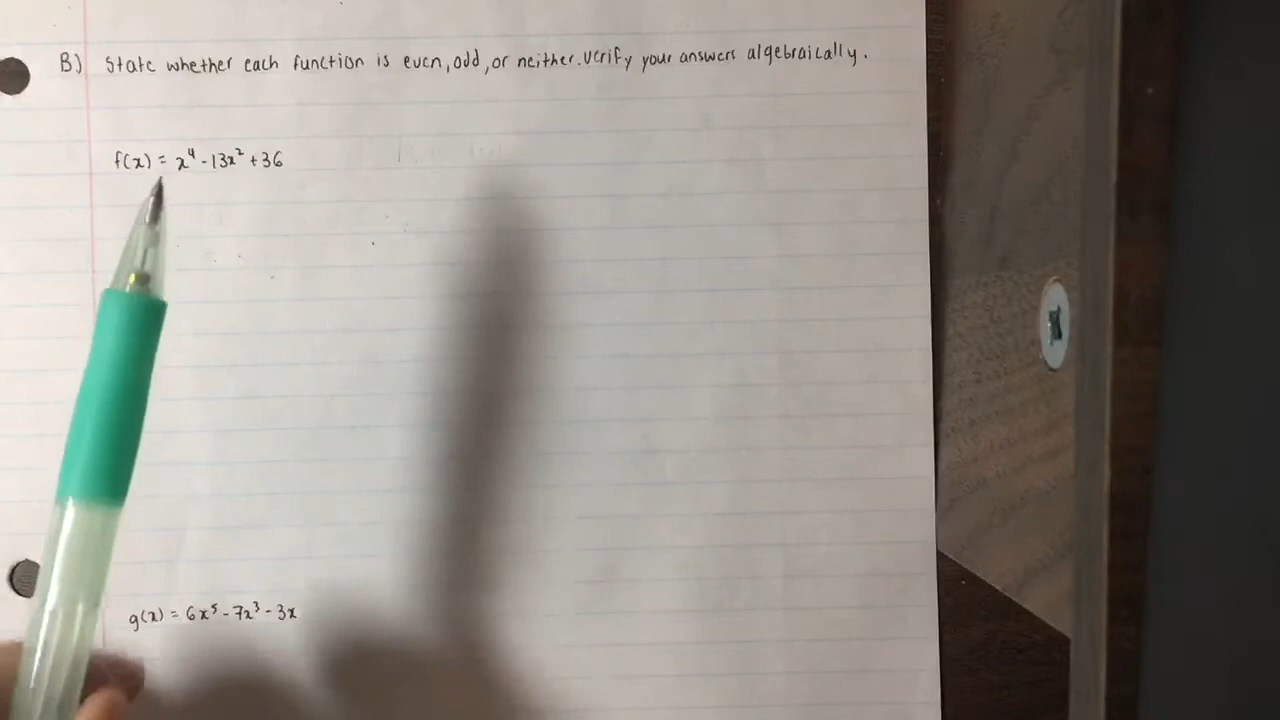 B) State whether each function is even, odd, or neither. Verify your answers algebraically.
f(x) = x⁴ - 13x² + 36
g(x) = 6x⁵ - 7x³ - 3x